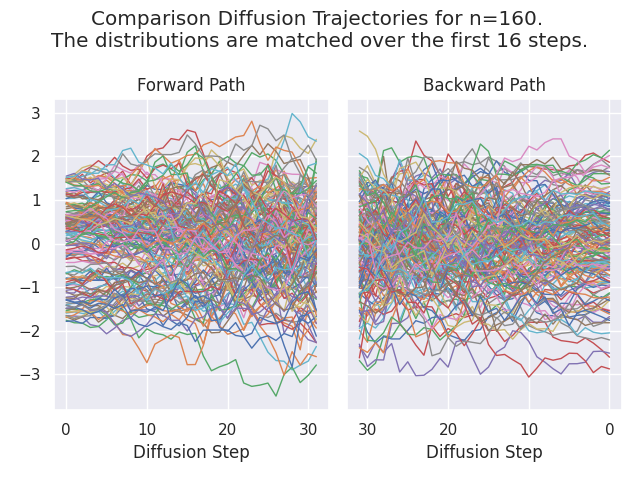 Comparison Diffusion Trajectories for n=160.
The distributions are matched over the first 16 steps.
Forward Path
Backward Path
3
2
1
0
−1
−2
−3
0 10 20 30
30 20 10 0
Diffusion Step
Diffusion Step